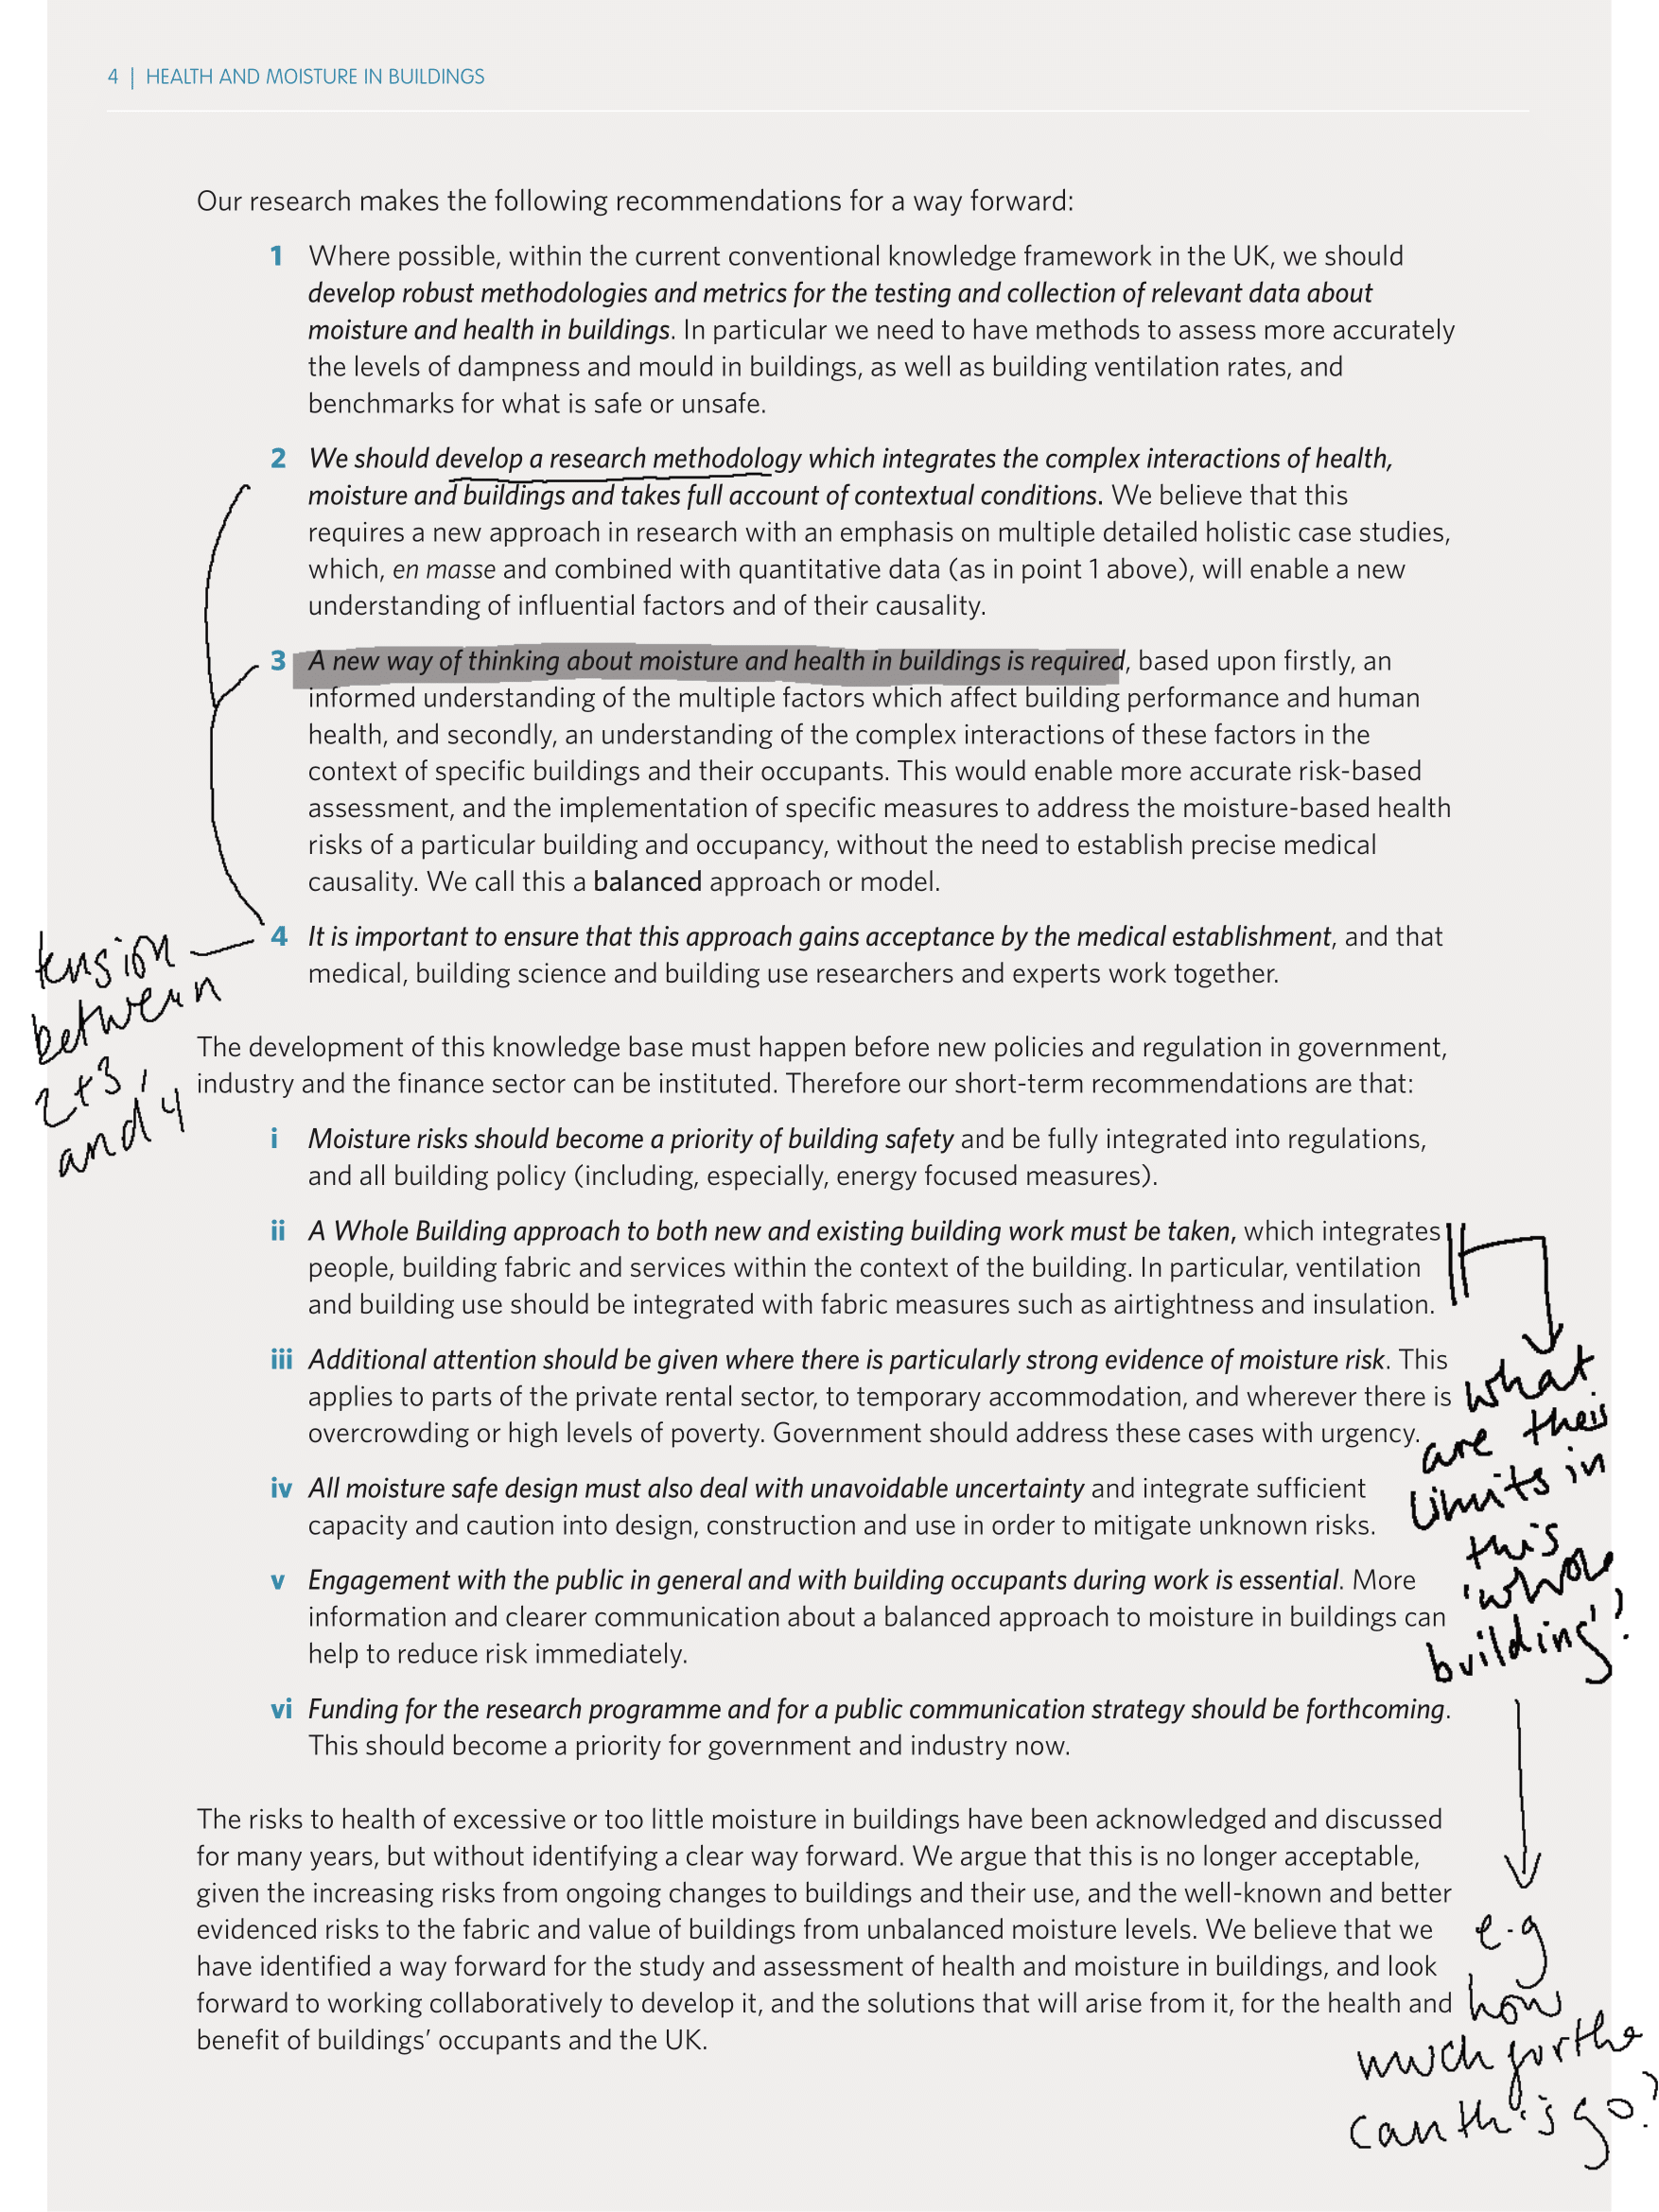 4 | HEALTH AND MOISTURE IN BUILDINGS
Our research makes the following recommendations for a way forward:
1 Where possible, within the current conventional knowledge framework in the UK, we should
develop robust methodologies and metrics for the testing and collection of relevant data about
moisture and health in buildings. In particular we need to have methods to assess more accurately
the levels of dampness and mould in buildings, as well as building ventilation rates, and
benchmarks for what is safe or unsafe.
2 We should develop a research methodology which integrates the complex interactions of health,
moisture and buildings and takes full account of contextual conditions. We believe that this
requires a new approach in research with an emphasis on multiple detailed holistic case studies,
which, en masse and combined with quantitative data (as in point 1 above), will enable a new
understanding of influential factors and of their causality.
3 A new way of thinking about moisture and health in buildings is required, based upon firstly, an
informed understanding of the multiple factors which affect building performance and human
health, and secondly, an understanding of the complex interactions of these factors in the
context of specific buildings and their occupants. This would enable more accurate risk-based
assessment, and the implementation of specific measures to address the moisture-based health
risks of a particular building and occupancy, without the need to establish precise medical
causality. We call this a balanced approach or model.
4 It is important to ensure that this approach gains acceptance by the medical establishment, and that
medical, building science and building use researchers and experts work together.
tension
between
2+3,
and 4
The development of this knowledge base must happen before new policies and regulation in government,
industry and the finance sector can be instituted. Therefore our short-term recommendations are that:
i Moisture risks should become a priority of building safety and be fully integrated into regulations,
and all building policy (including, especially, energy focused measures).
ii A Whole Building approach to both new and existing building work must be taken, which integrates
people, building fabric and services within the context of the building. In particular, ventilation
and building use should be integrated with fabric measures such as airtightness and insulation.
iii Additional attention should be given where there is particularly strong evidence of moisture risk. This
applies to parts of the private rental sector, to temporary accommodation, and wherever there is
overcrowding or high levels of poverty. Government should address these cases with urgency.
iv All moisture safe design must also deal with unavoidable uncertainty and integrate sufficient
capacity and caution into design, construction and use in order to mitigate unknown risks.
v Engagement with the public in general and with building occupants during work is essential. More
information and clearer communication about a balanced approach to moisture in buildings can
help to reduce risk immediately.
vi Funding for the research programme and for a public communication strategy should be forthcoming.
This should become a priority for government and industry now.
what
are their
limits in
this
'whole
building'?
The risks to health of excessive or too little moisture in buildings have been acknowledged and discussed
for many years, but without identifying a clear way forward. We argue that this is no longer acceptable,
given the increasing risks from ongoing changes to buildings and their use, and the well-known and better
evidenced risks to the fabric and value of buildings from unbalanced moisture levels. We believe that we
have identified a way forward for the study and assessment of health and moisture in buildings, and look
forward to working collaboratively to develop it, and the solutions that will arise from it, for the health and
benefit of buildings' occupants and the UK.
e.g
how
much further
can this go?